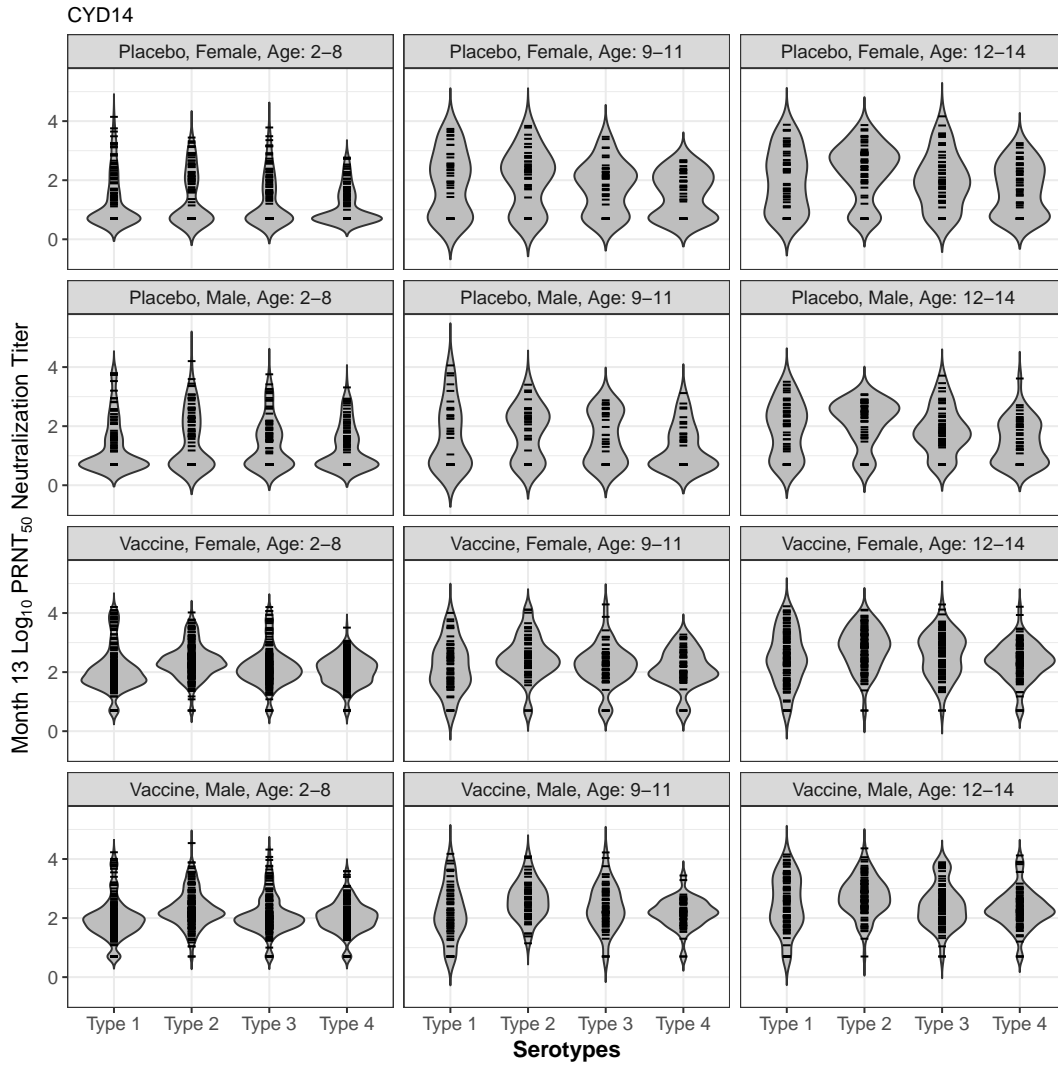 CYD14
Placebo, Female, Age: 2−8
Placebo, Female, Age: 9−11
Placebo, Female, Age: 12−14
4
2
0
Placebo, Male, Age: 2−8
Placebo, Male, Age: 9−11
Placebo, Male, Age: 12−14
4
2
0
Vaccine, Female, Age: 2−8
Vaccine, Female, Age: 9−11
Vaccine, Female, Age: 12−14
4
2
0
Vaccine, Male, Age: 2−8
Vaccine, Male, Age: 9−11
Vaccine, Male, Age: 12−14
4
2
0
Month 13 Log₁₀ PRNT₅₀ Neutralization Titer
Type 1 Type 2 Type 3 Type 4
Type 1 Type 2 Type 3 Type 4
Type 1 Type 2 Type 3 Type 4
Serotypes